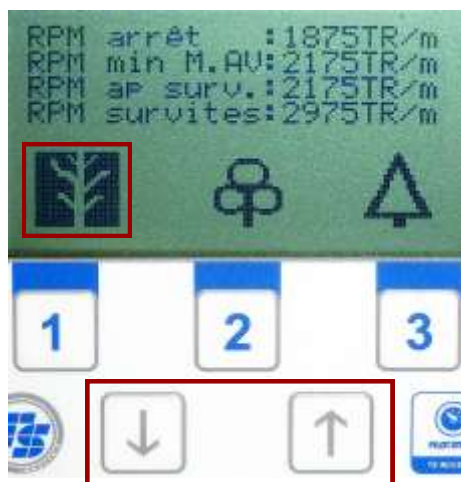 RPM arrêt :1875TR/m
RPM min M.AV:2175TR/m
RPM ap surv.:2175TR/m
RPM survites:2975TR/m
1 2 3